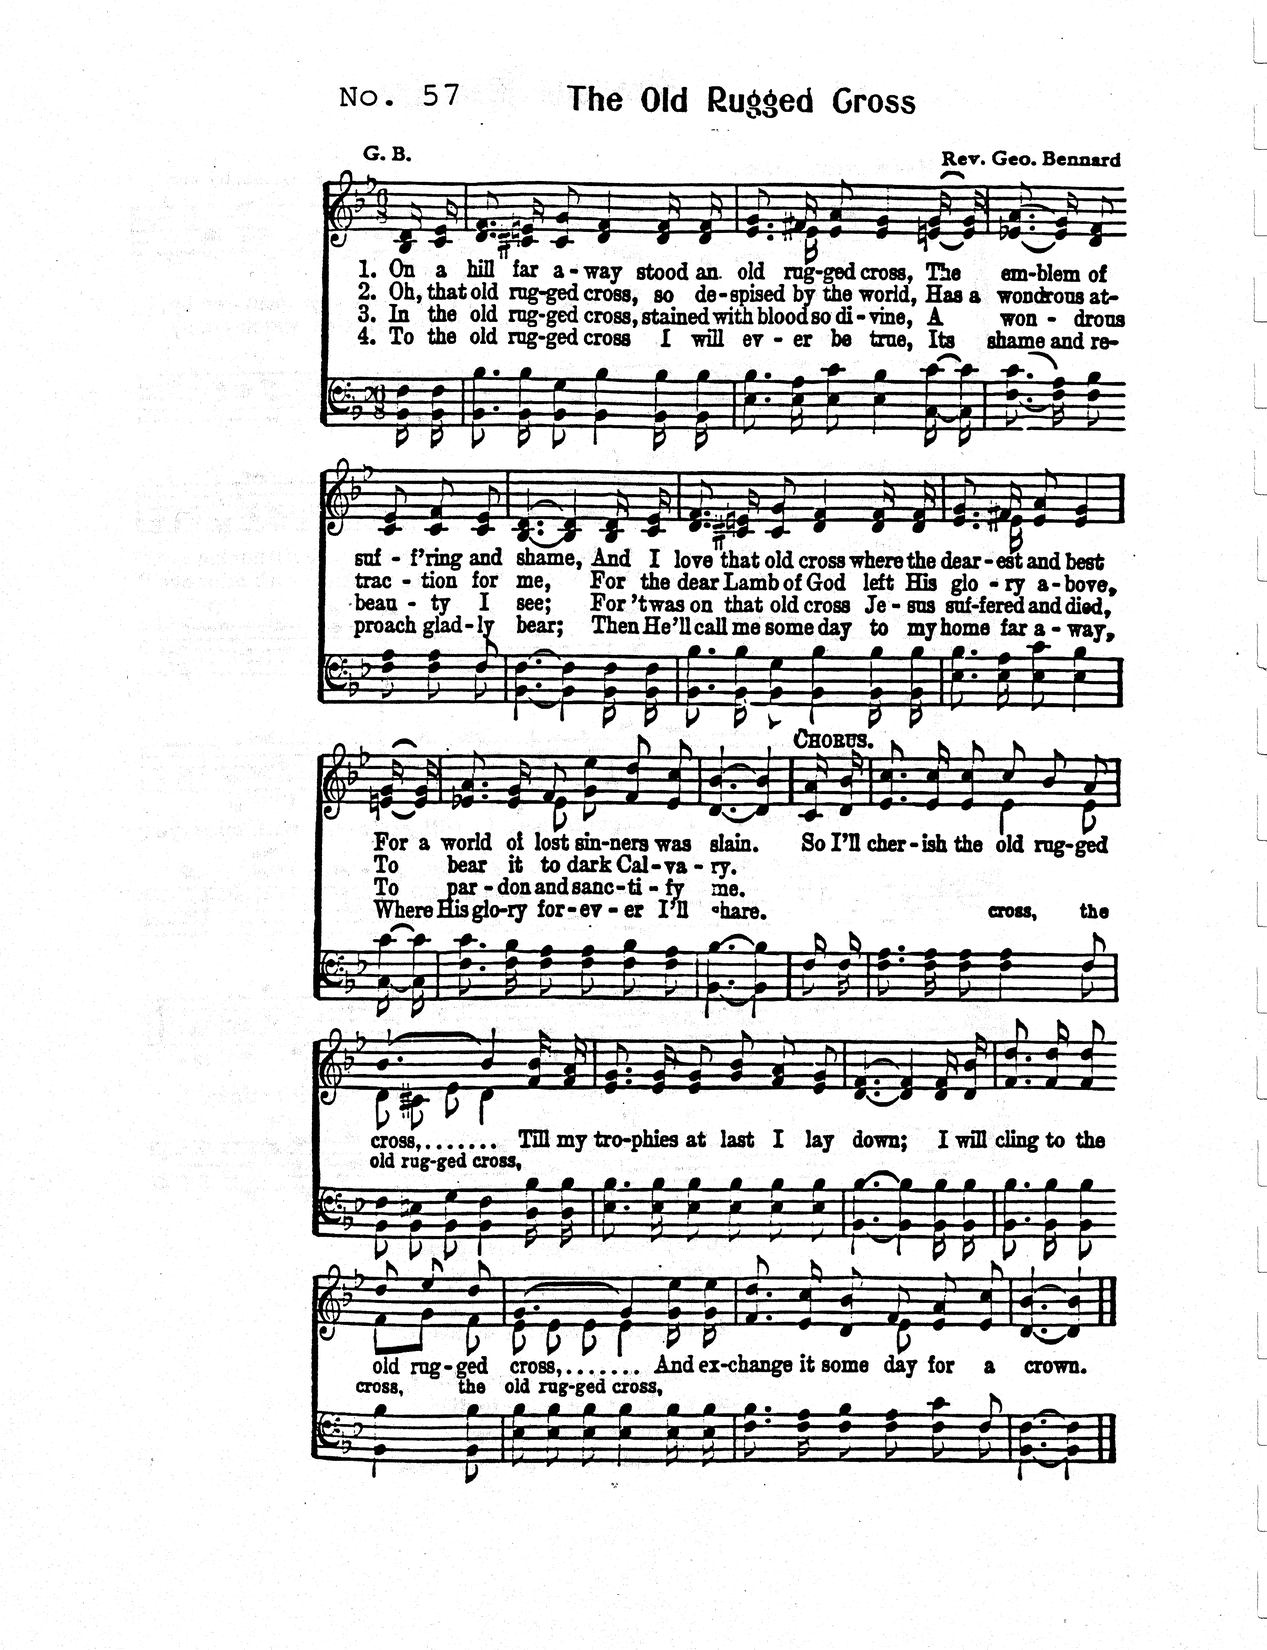 No. 57 The Old Rugged Cross
G. B. Rev. Geo. Bennard
1. On a hill far a-way stood an old rug-ged cross, The em-blem of
2. Oh, that old rug-ged cross, so de-spised by the world, Has a wondrous at-
3. In the old rug-ged cross, stained with blood so di-vine, A won-drous
4. To the old rug-ged cross I will ev-er be true, Its shame and re-
suf-f'ring and shame, And I love that old cross where the dear-est and best
trac-tion for me, For the dear Lamb of God left His glo-ry a-bove,
beau-ty I see; For 'twas on that old cross Je-sus suf-fered and died,
proach glad-ly bear; Then He'll call me some day to my home far a-way,
CHORUS.
For a world of lost sin-ners was slain. So I'll cher-ish the old rug-ged
To bear it to dark Cal-va-ry.
To par-don and sanc-ti-fy me.
Where His glo-ry for-ev-er I'll share. cross, the
cross,........ Till my tro-phies at last I lay down; I will cling to the
old rug-ged cross,
old rug-ged cross,........ And ex-change it some day for a crown.
cross, the old rug-ged cross,